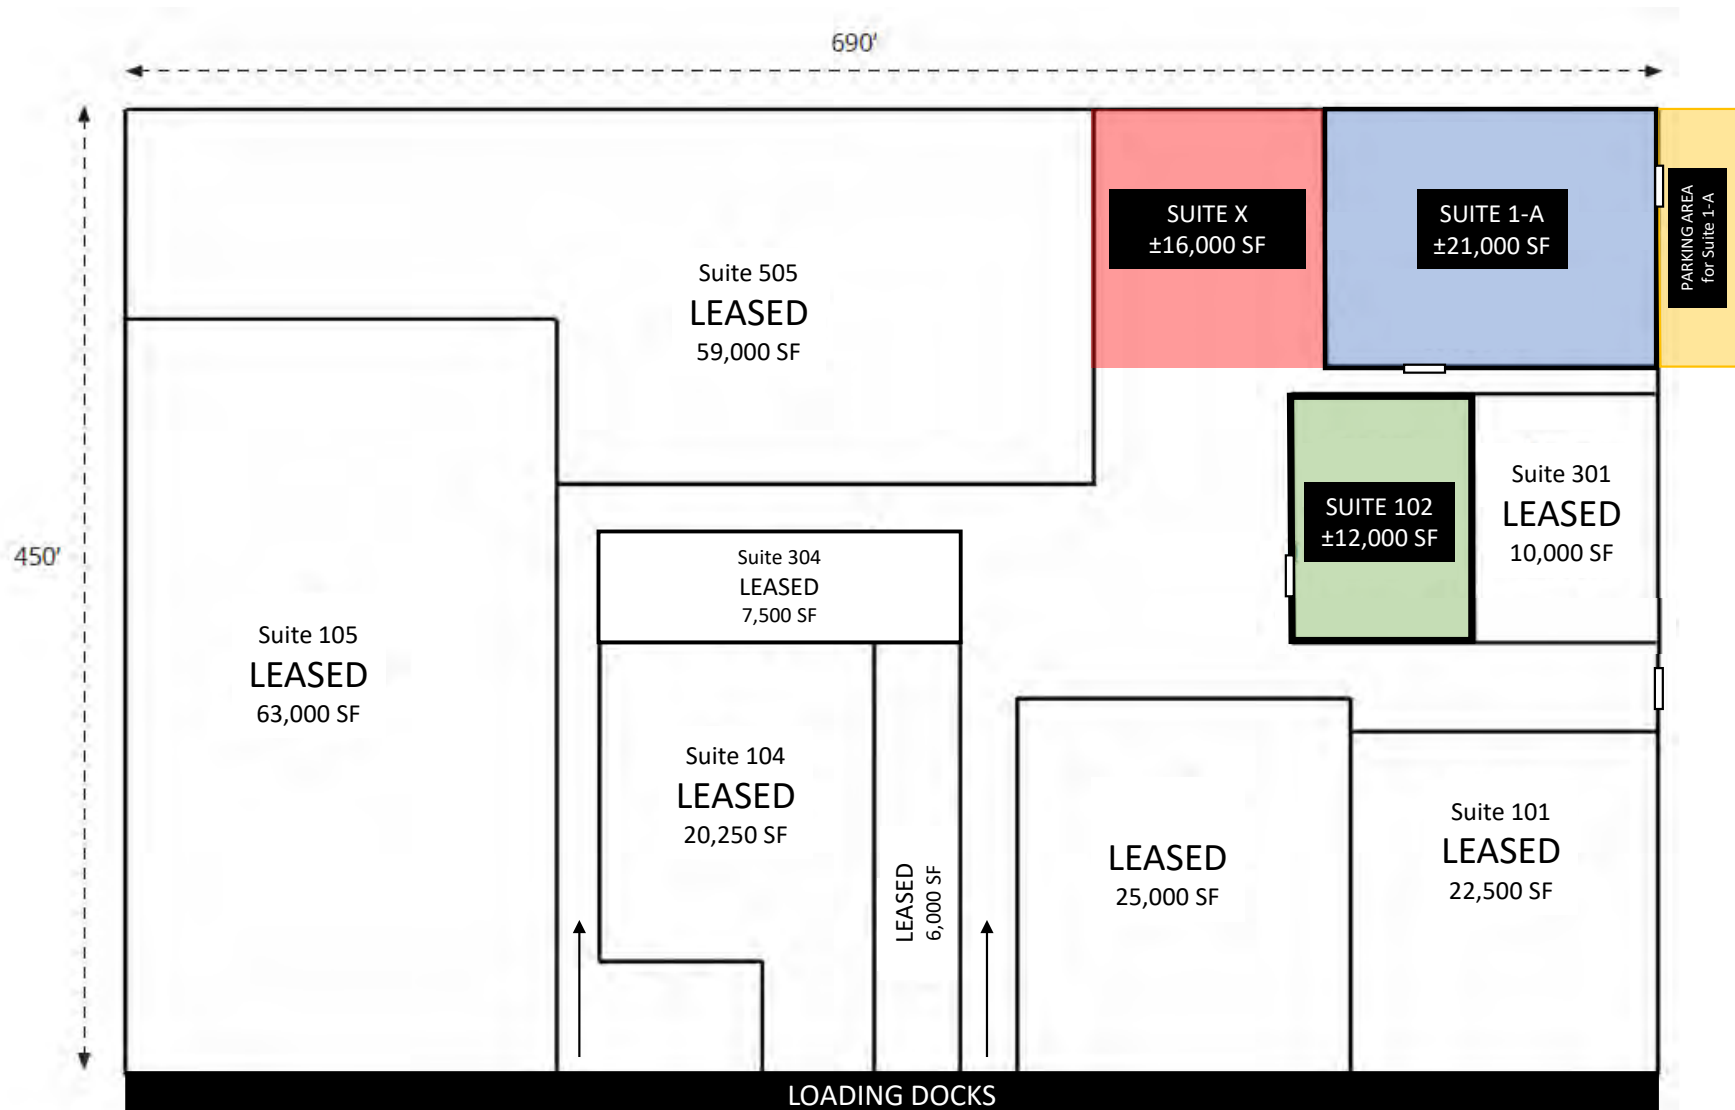 690'
450'
SUITE X
±16,000 SF
SUITE 1-A
±21,000 SF
PARKING AREA
for Suite 1-A
Suite 505
LEASED
59,000 SF
SUITE 102
±12,000 SF
Suite 301
LEASED
10,000 SF
Suite 304
LEASED
7,500 SF
Suite 105
LEASED
63,000 SF
Suite 104
LEASED
20,250 SF
LEASED
6,000 SF
LEASED
25,000 SF
Suite 101
LEASED
22,500 SF
LOADING DOCKS